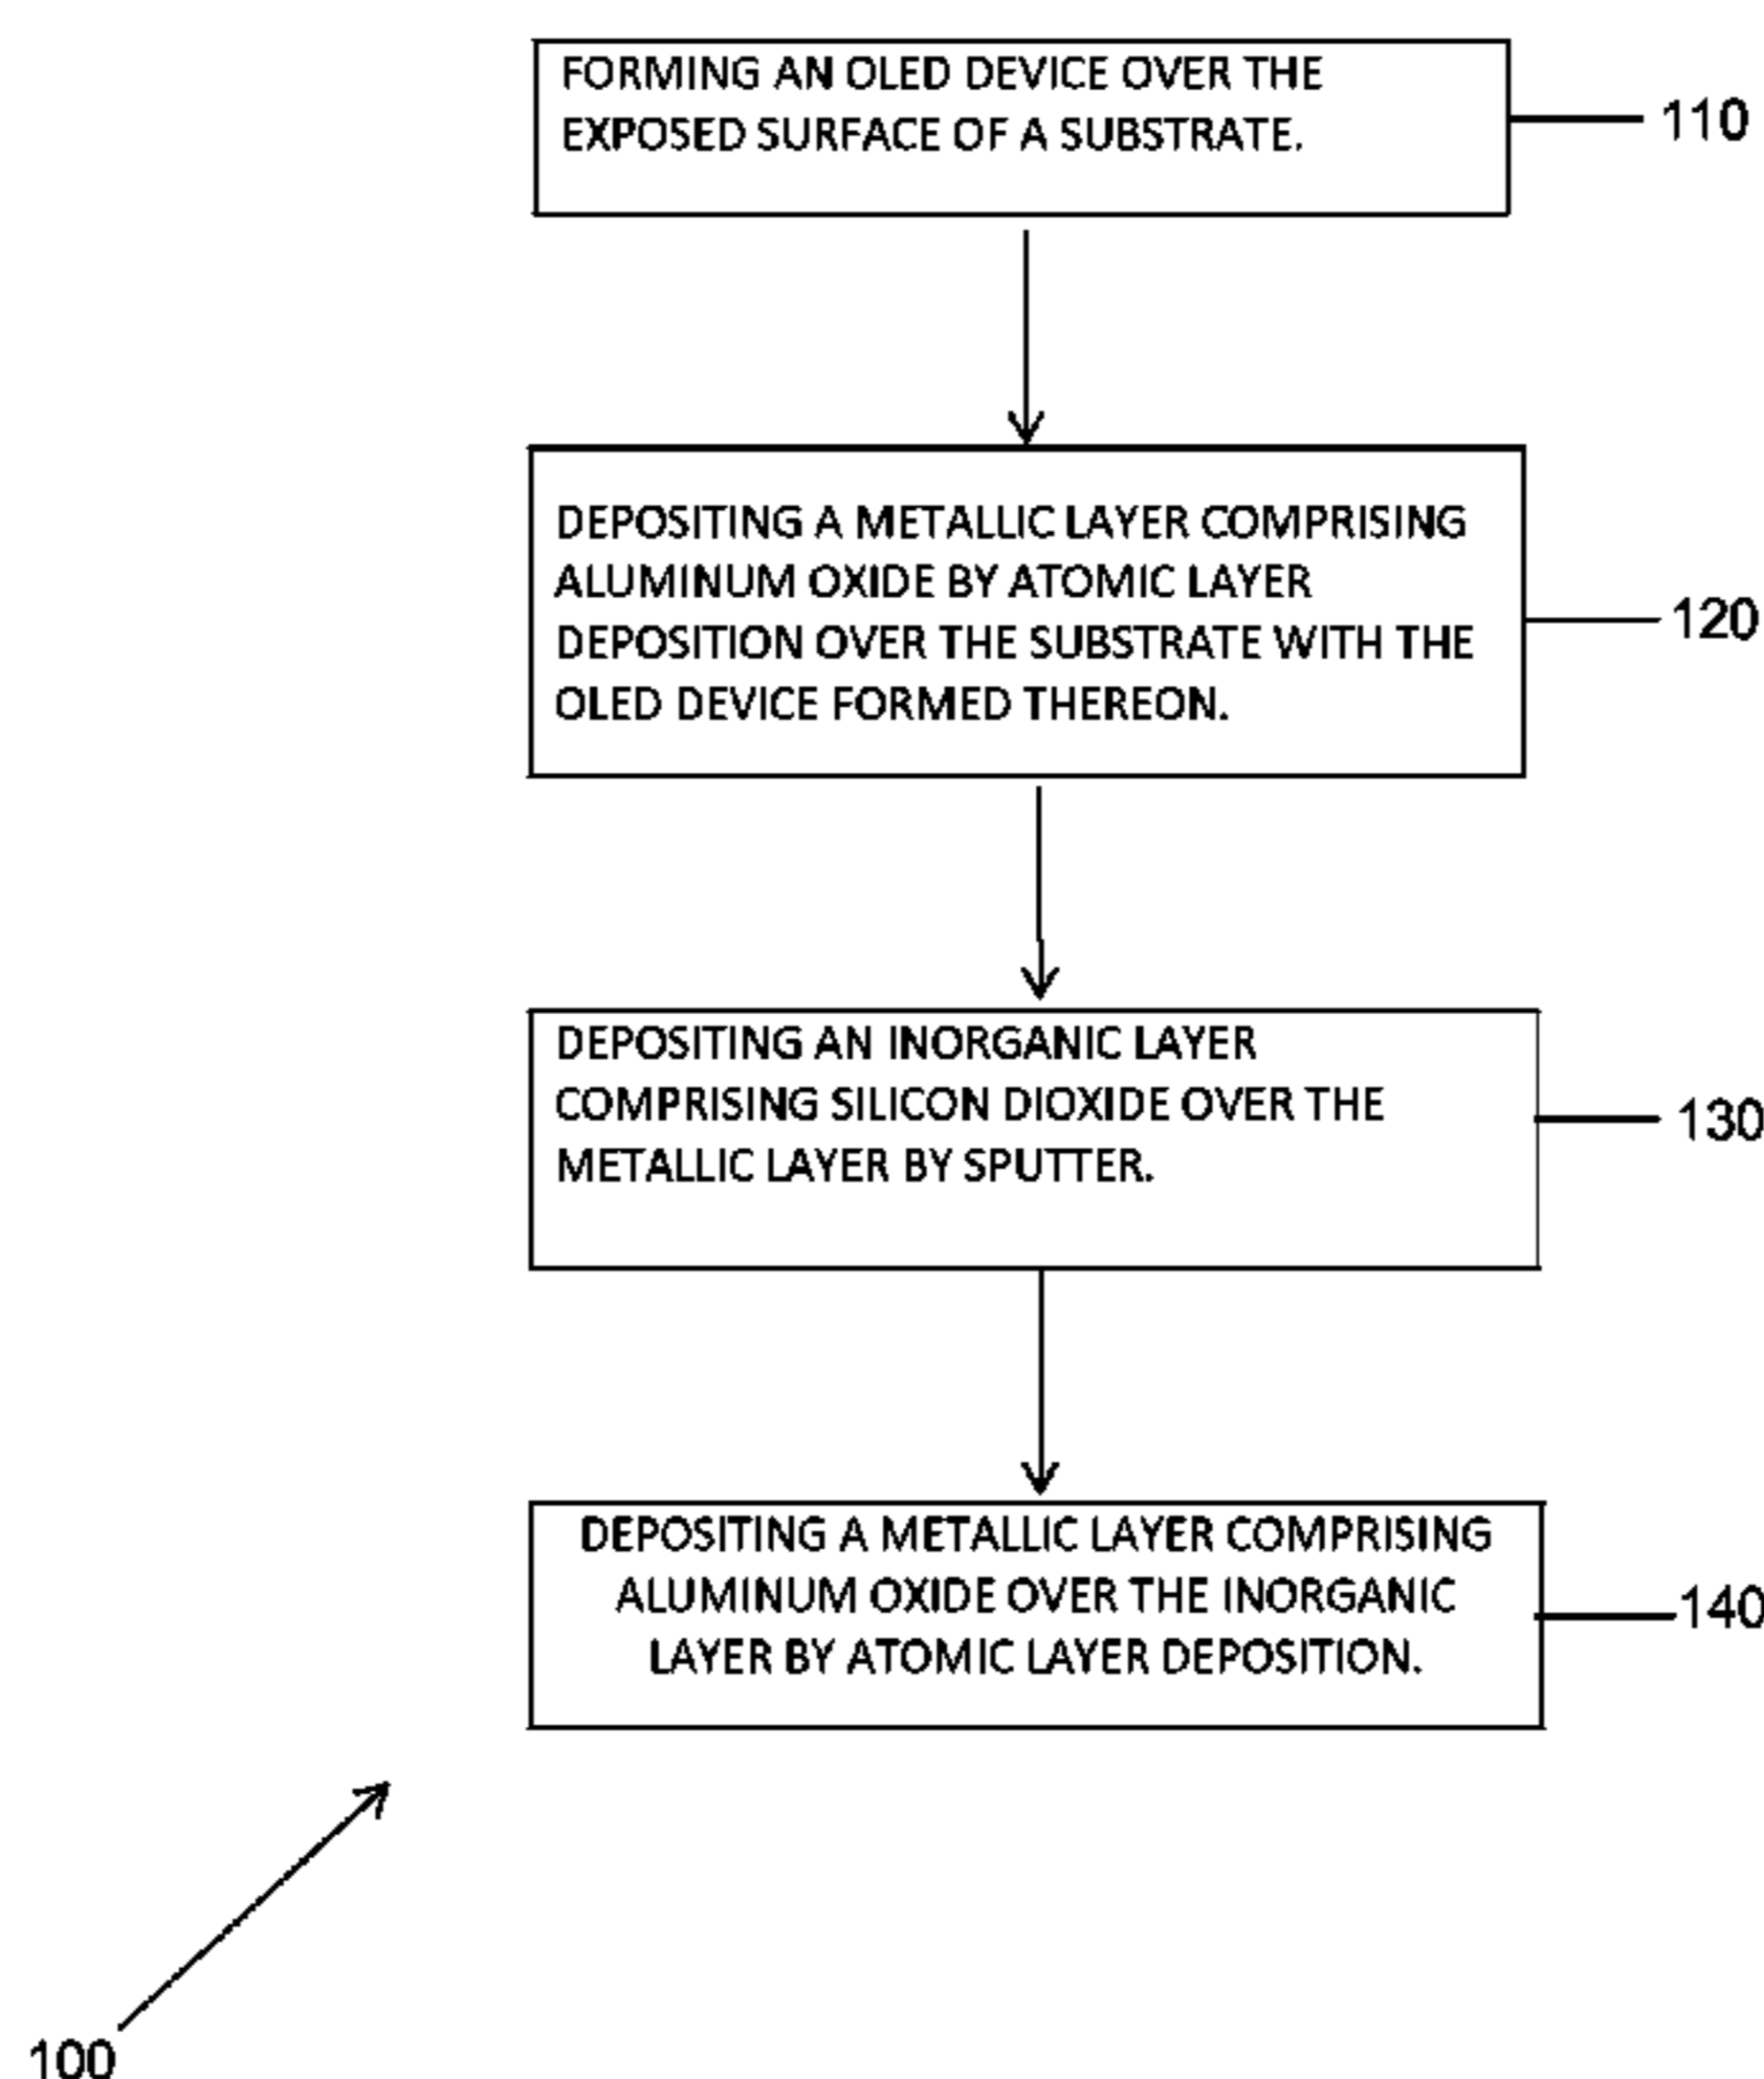 FORMING AN OLED DEVICE OVER THE
EXPOSED SURFACE OF A SUBSTRATE.
110
DEPOSITING A METALLIC LAYER COMPRISING
ALUMINUM OXIDE BY ATOMIC LAYER
DEPOSITION OVER THE SUBSTRATE WITH THE
OLED DEVICE FORMED THEREON.
120
DEPOSITING AN INORGANIC LAYER
COMPRISING SILICON DIOXIDE OVER THE
METALLIC LAYER BY SPUTTER.
130
DEPOSITING A METALLIC LAYER COMPRISING
ALUMINUM OXIDE OVER THE INORGANIC
LAYER BY ATOMIC LAYER DEPOSITION.
140
100